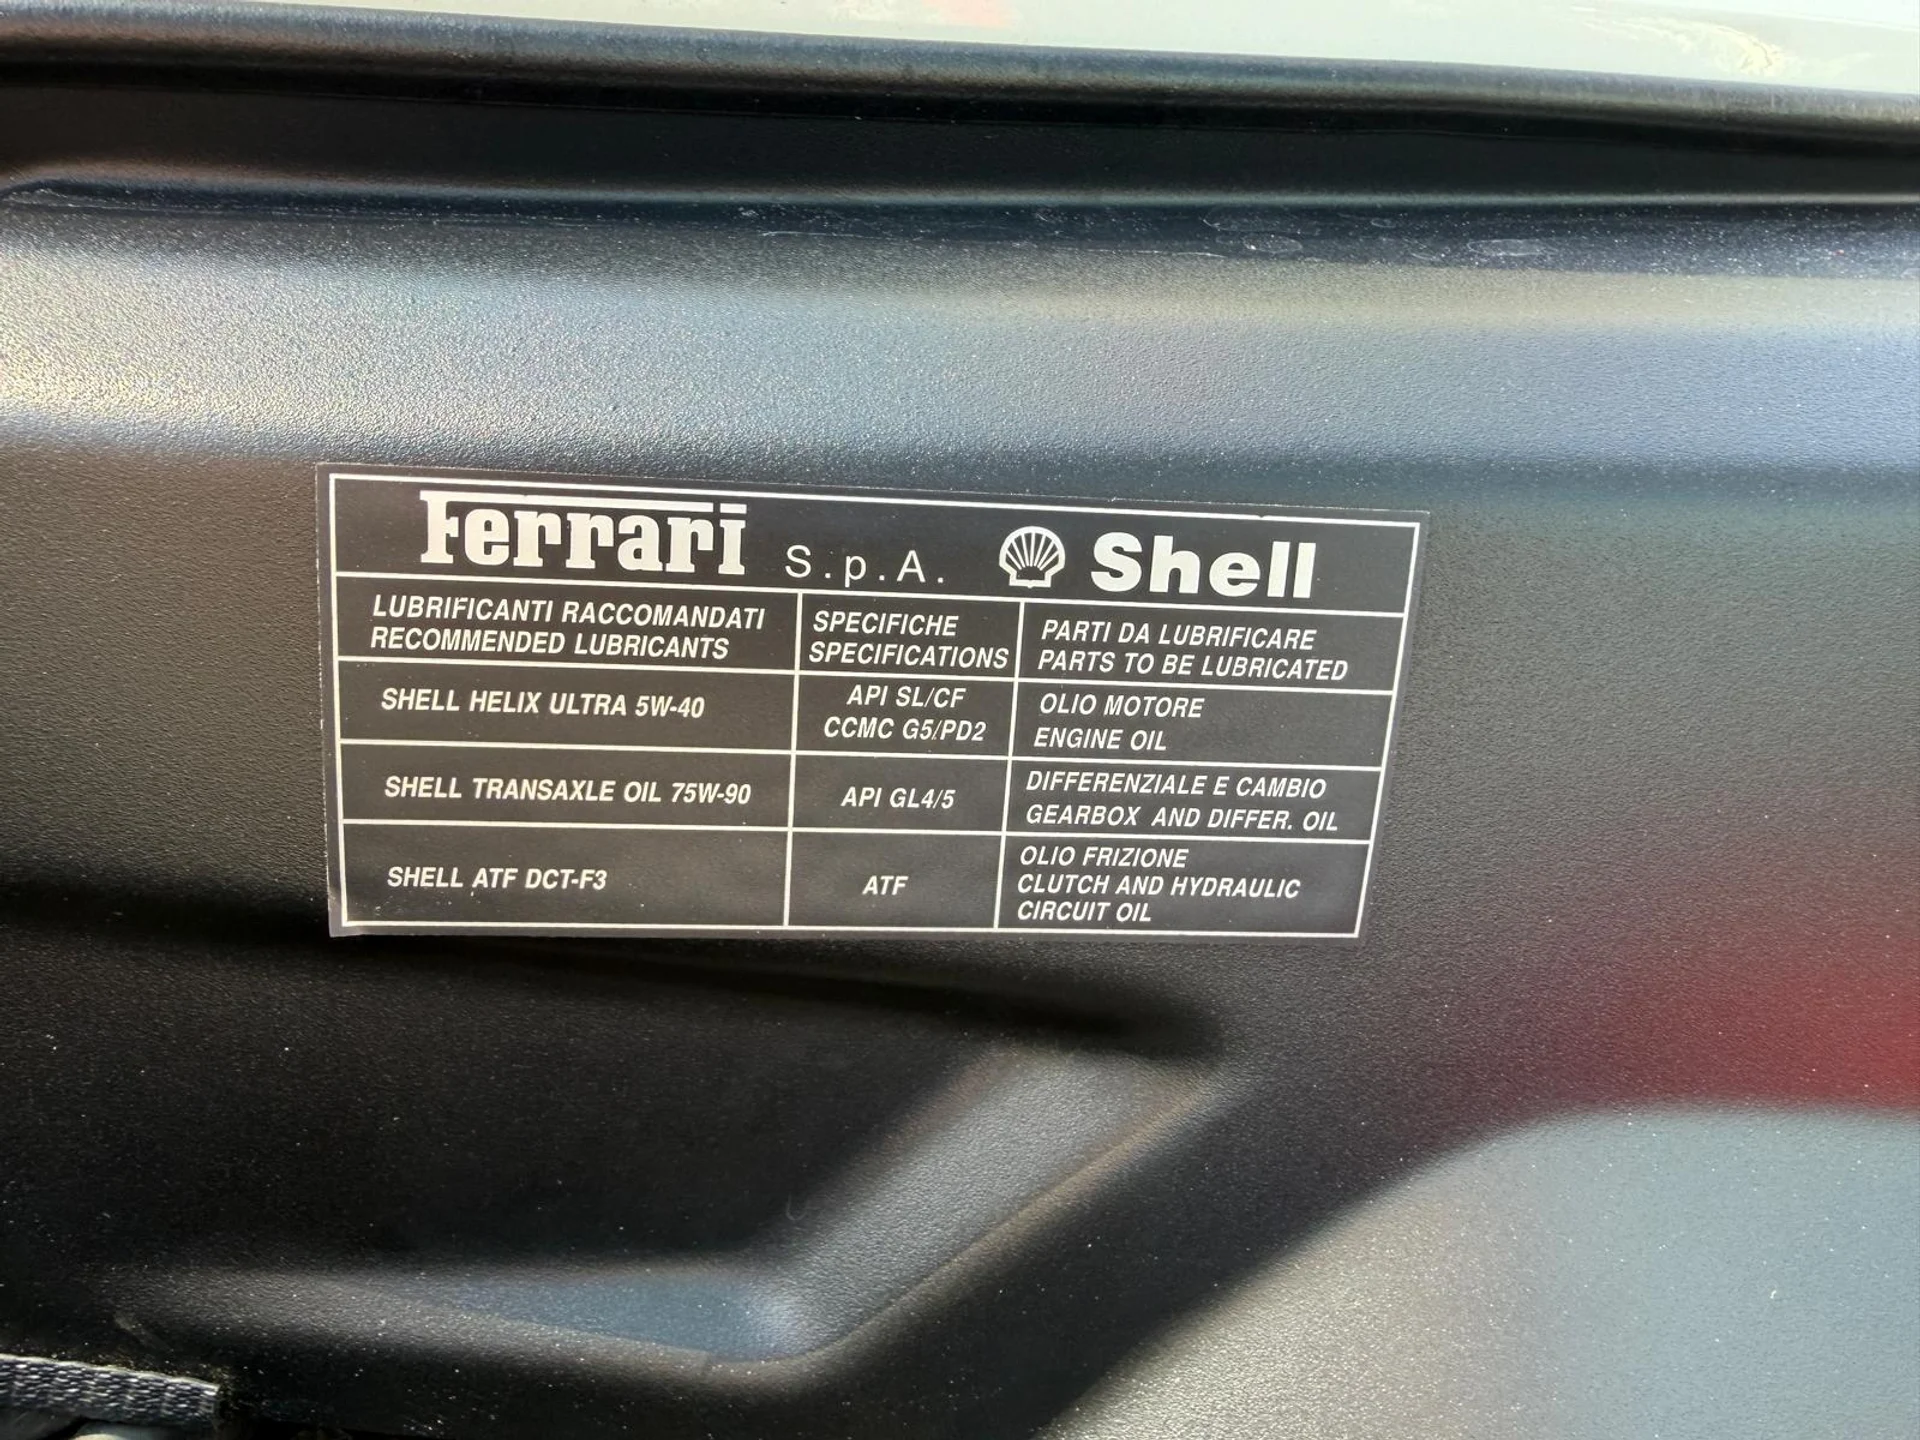 Ferrari S.p.A. Shell
LUBRIFICANTI RACCOMANDATI
RECOMMENDED LUBRICANTS
SPECIFICHE
SPECIFICATIONS
PARTI DA LUBRIFICARE
PARTS TO BE LUBRICATED
SHELL HELIX ULTRA 5W-40
API SL/CF
CCMC G5/PD2
OLIO MOTORE
ENGINE OIL
SHELL TRANSAXLE OIL 75W-90
API GL4/5
DIFFERENZIALE E CAMBIO
GEARBOX AND DIFFER. OIL
SHELL ATF DCT-F3
ATF
OLIO FRIZIONE
CLUTCH AND HYDRAULIC
CIRCUIT OIL